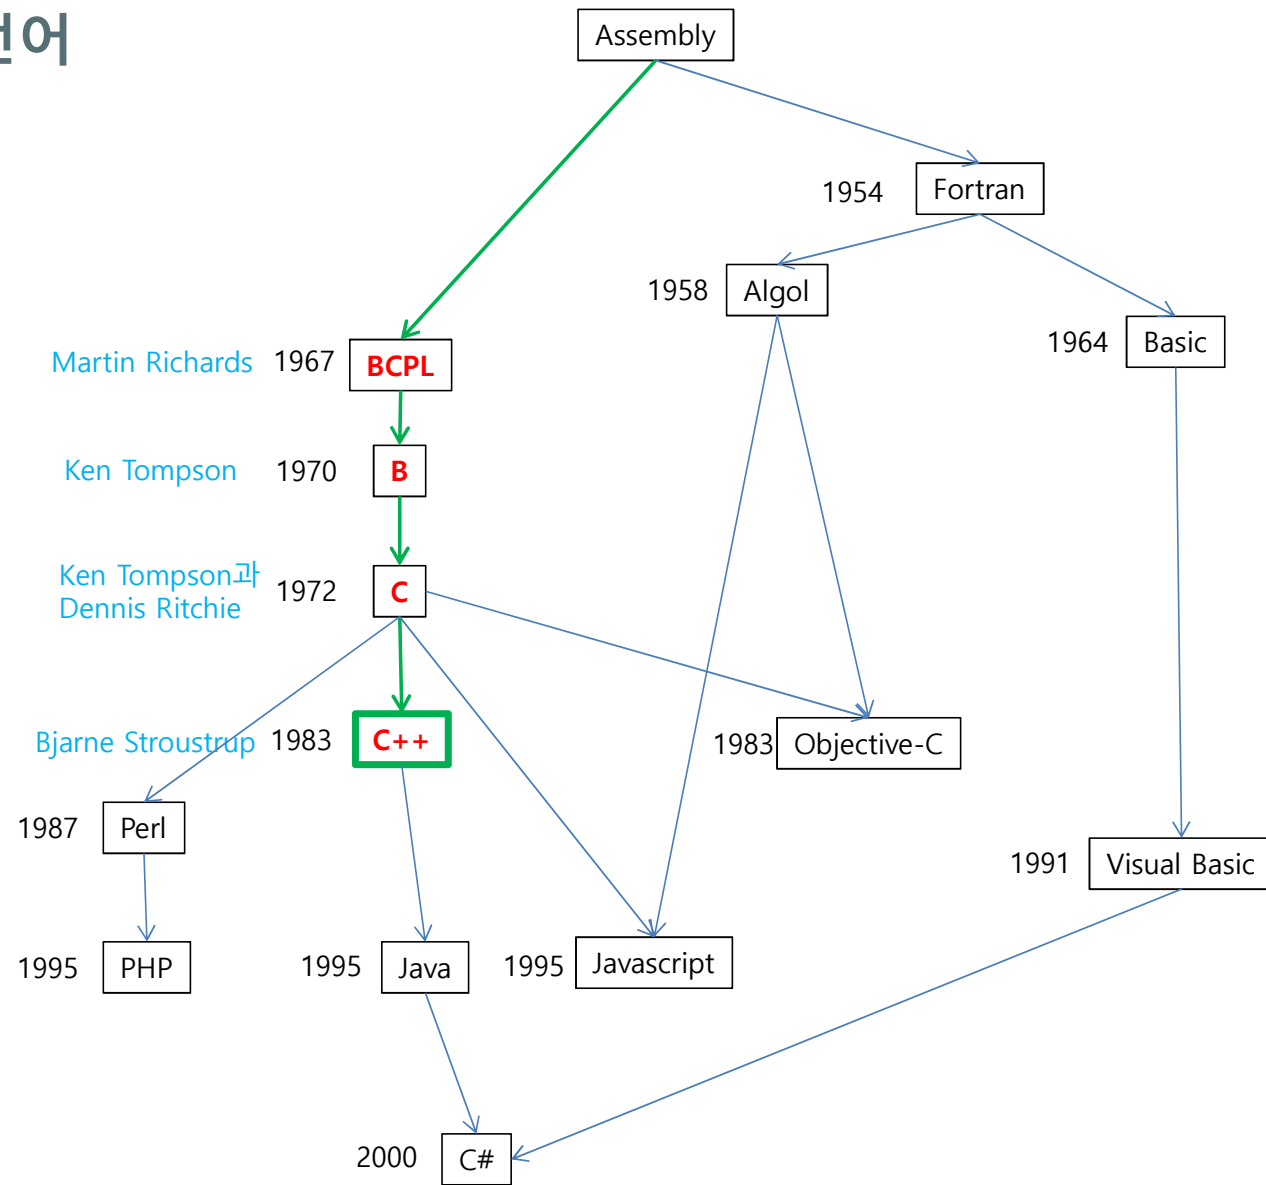 언어
Assembly
1954 Fortran
1958 Algol
1964 Basic
Martin Richards 1967 BCPL
Ken Tompson 1970 B
Ken Tompson과
Dennis Ritchie
1972 C
Bjarne Stroustrup 1983 C++
1983 Objective-C
1987 Perl
1991 Visual Basic
1995 PHP
1995 Java
1995 Javascript
2000 C#